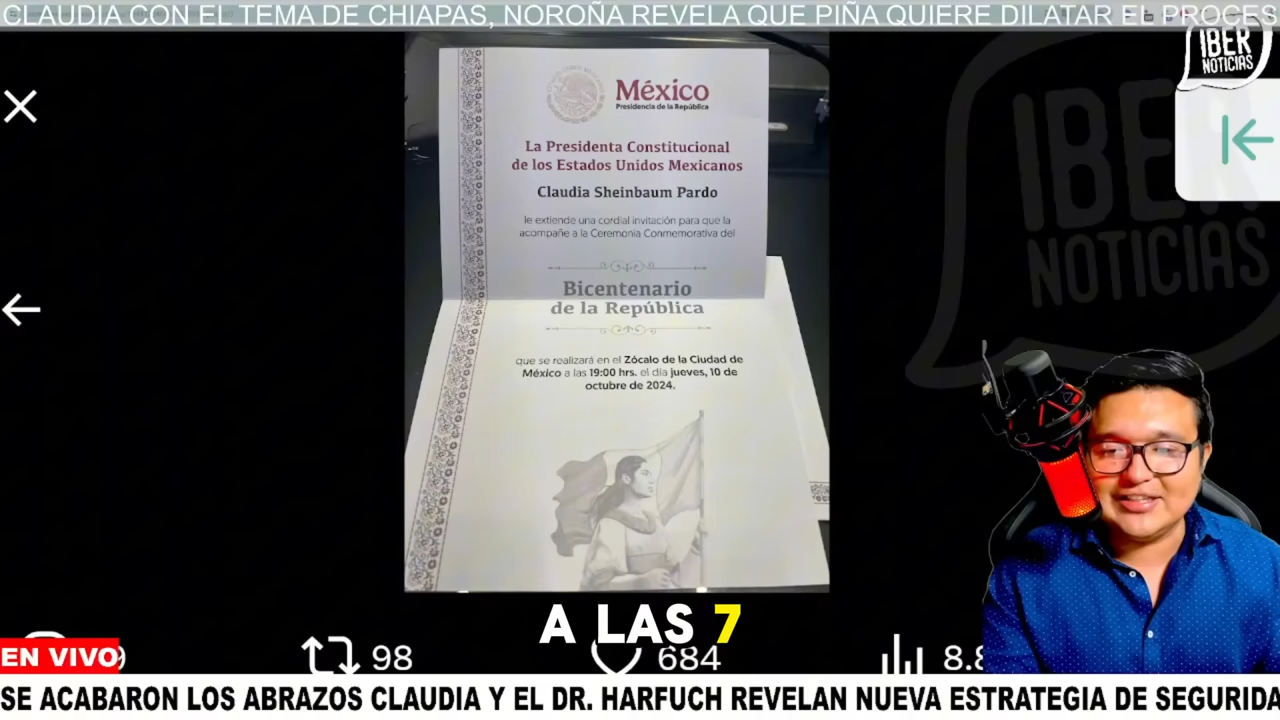 CLAUDIA CON EL TEMA DE CHIAPAS, NOROÑA REVELA QUE PIÑA QUIERE DILATAR EL PROCES
IBER
NOTICIAS
México
Presidencia de la República
La Presidenta Constitucional
de los Estados Unidos Mexicanos
Claudia Sheinbaum Pardo
le extiende una cordial invitación para que la
acompañe a la Ceremonia Conmemorativa del
Bicentenario
de la República
que se realizará en el Zócalo de la Ciudad de
México a las 19:00 hrs. el día jueves, 10 de
octubre de 2024.
IBER
NOTICIAS
A LAS 7
EN VIVO
98
684
8.8
SE ACABARON LOS ABRAZOS CLAUDIA Y EL DR. HARFUCH REVELAN NUEVA ESTRATEGIA DE SEGURIDA